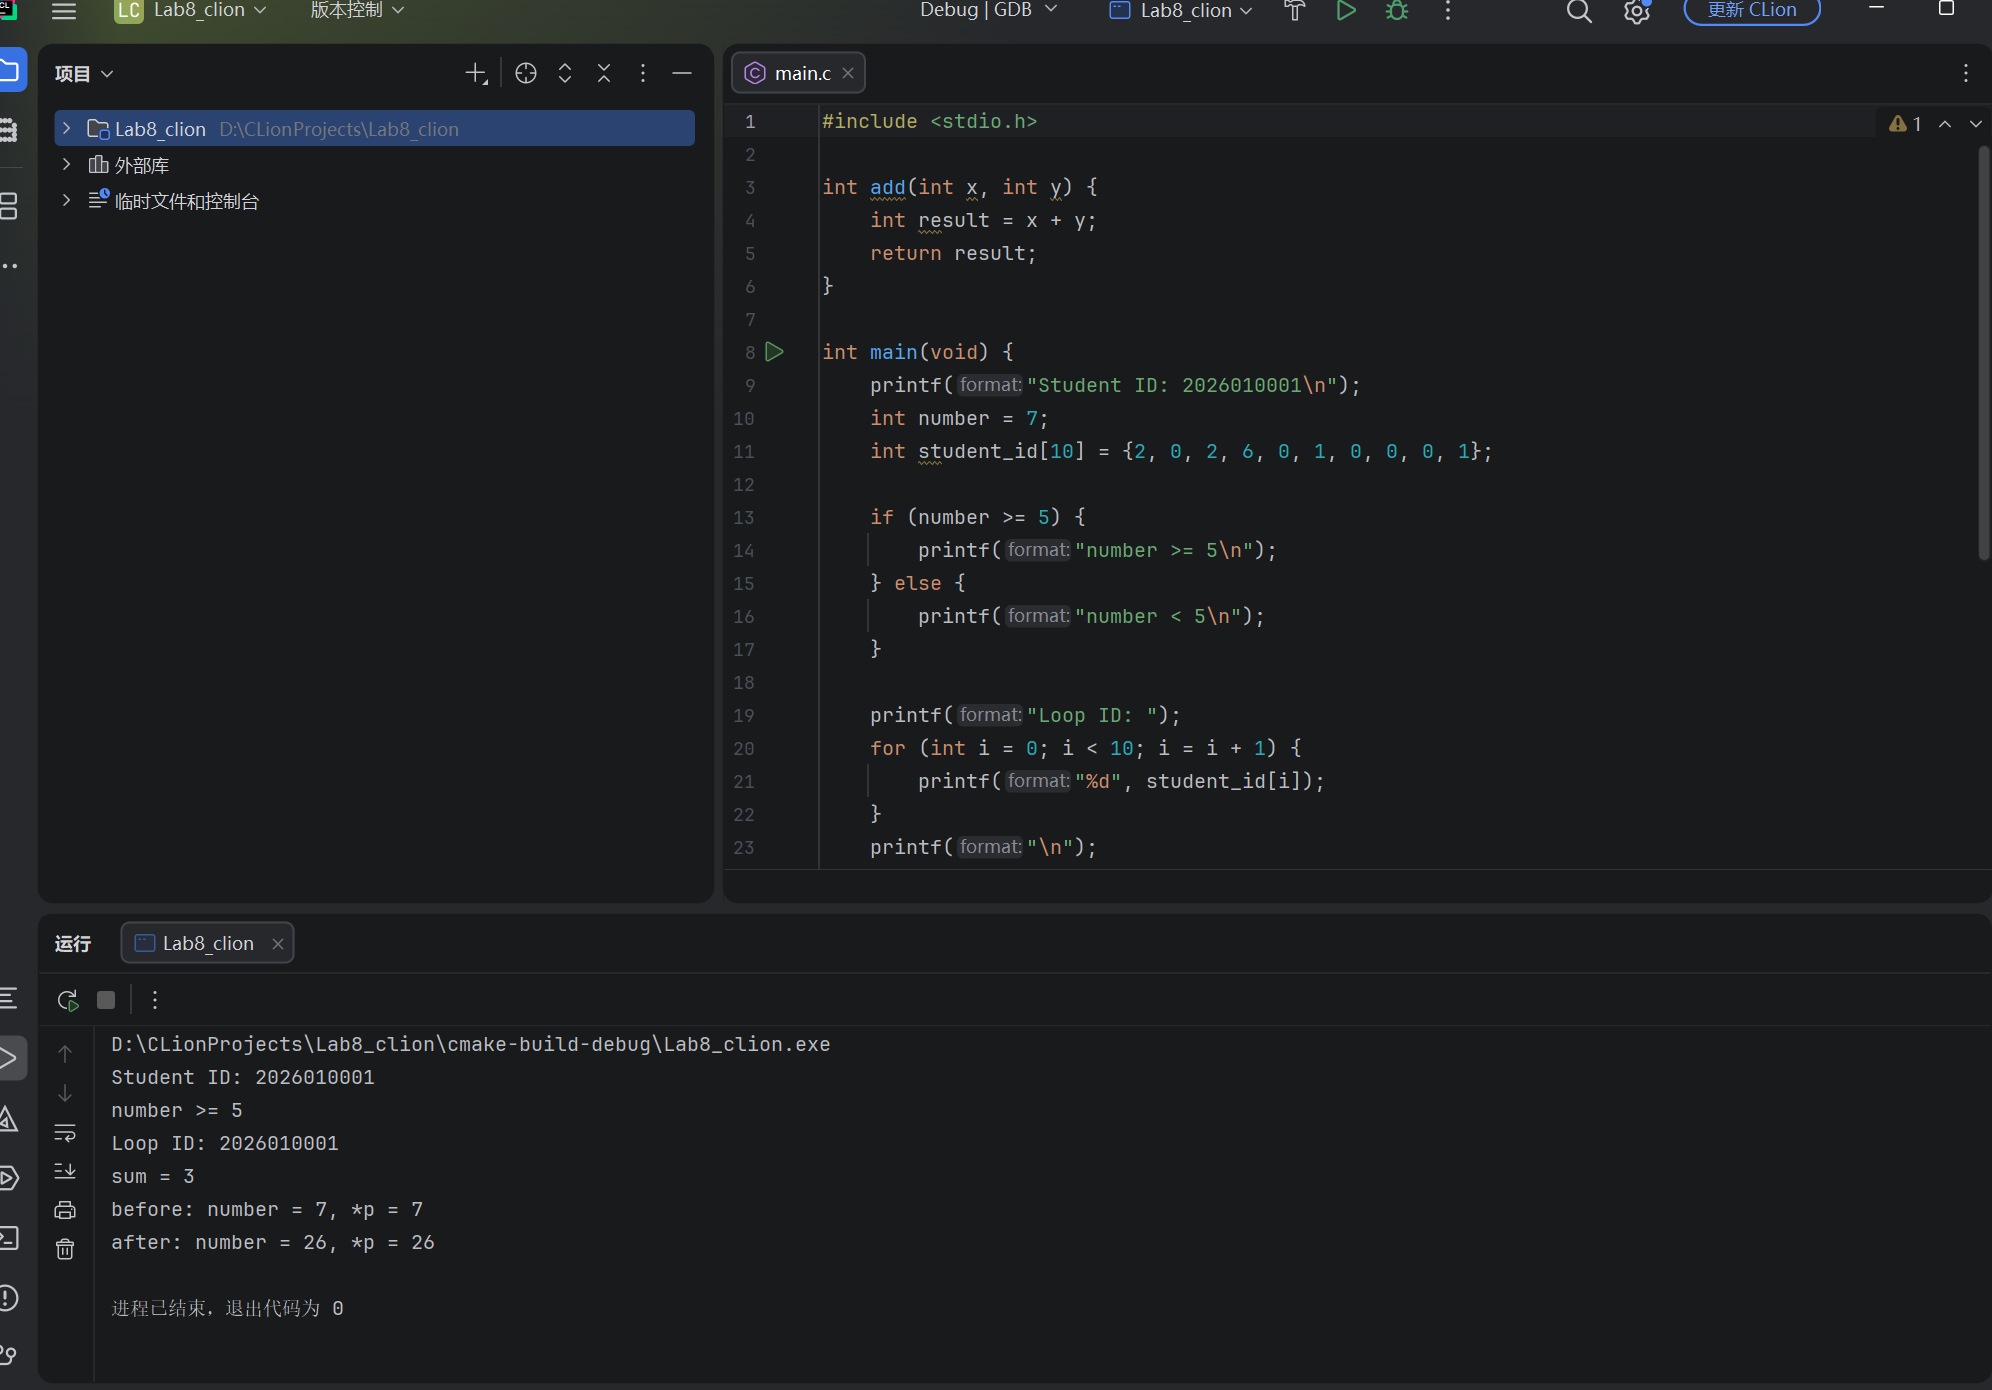 LC Lab8_clion 版本控制 Debug | GDB Lab8_clion 更新 CLion
项目
Lab8_clion D:\CLionProjects\Lab8_clion
外部库
临时文件和控制台
main.c
1 #include <stdio.h>
1
2
3 int add(int x, int y) {
4 int result = x + y;
5 return result;
6 }
7
8 int main(void) {
9 printf(format: "Student ID: 2026010001\n");
10 int number = 7;
11 int student_id[10] = {2, 0, 2, 6, 0, 1, 0, 0, 0, 1};
12
13 if (number >= 5) {
14 printf(format: "number >= 5\n");
15 } else {
16 printf(format: "number < 5\n");
17 }
18
19 printf(format: "Loop ID: ");
20 for (int i = 0; i < 10; i = i + 1) {
21 printf(format: "%d", student_id[i]);
22 }
23 printf(format: "\n");
运行 Lab8_clion
D:\CLionProjects\Lab8_clion\cmake-build-debug\Lab8_clion.exe
Student ID: 2026010001
number >= 5
Loop ID: 2026010001
sum = 3
before: number = 7, *p = 7
after: number = 26, *p = 26
进程已结束，退出代码为 0